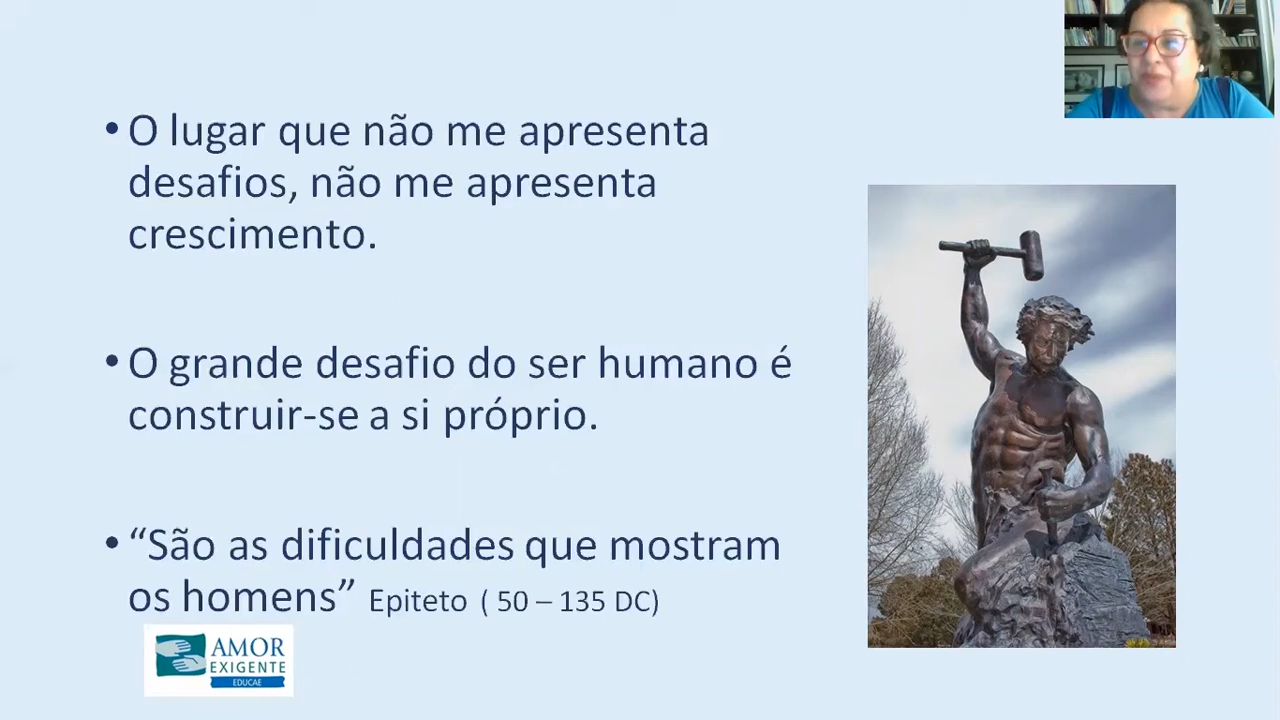 • O lugar que não me apresenta
desafios, não me apresenta
crescimento.
• O grande desafio do ser humano é
construir-se a si próprio.
• “São as dificuldades que mostram
os homens” Epiteto ( 50 – 135 DC)
AMOR
EXIGENTE
EDUCAE